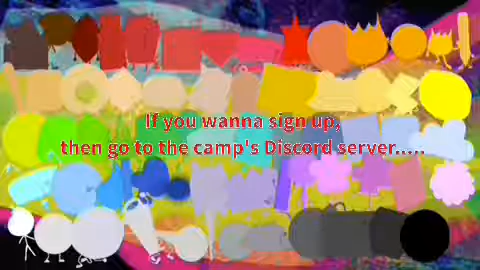 If you wanna sign up,
then go to the camp's Discord server.....